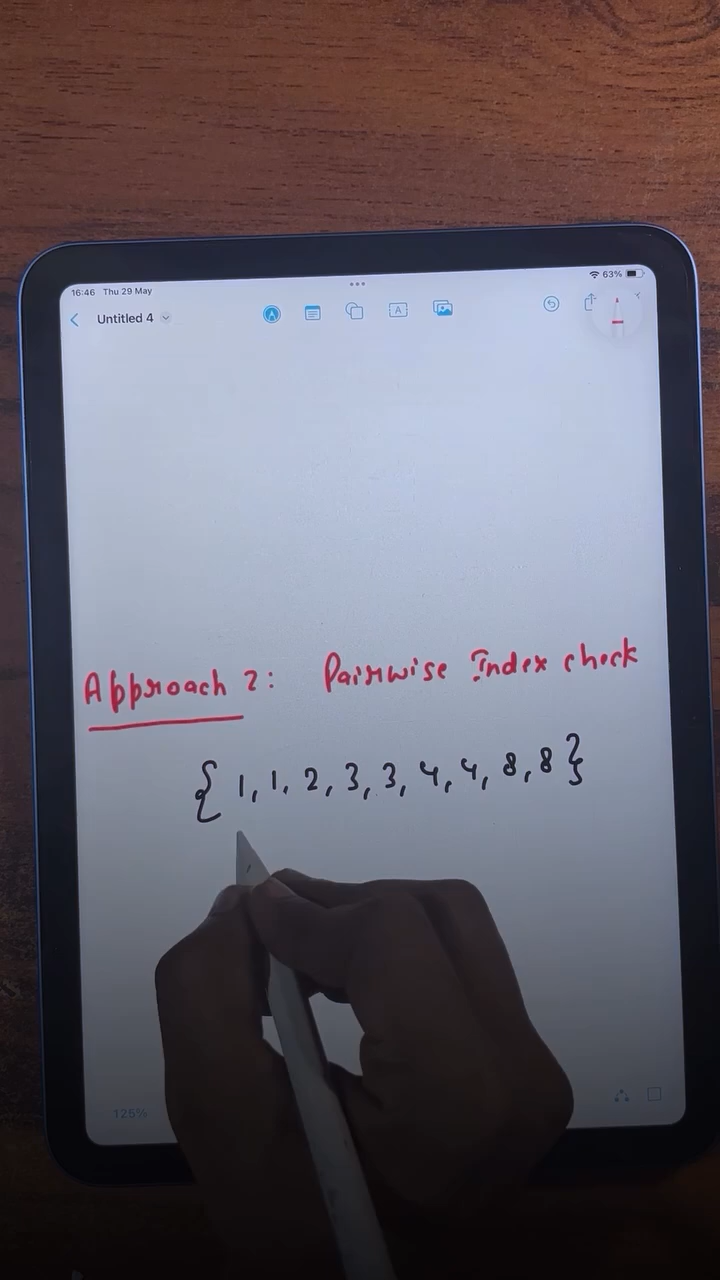 16:46 Thu 29 May
63%
Untitled 4
A
Approach 2: Pairwise Index check
{ 1, 1, 2, 3, 3, 4, 4, 8, 8 }
125%